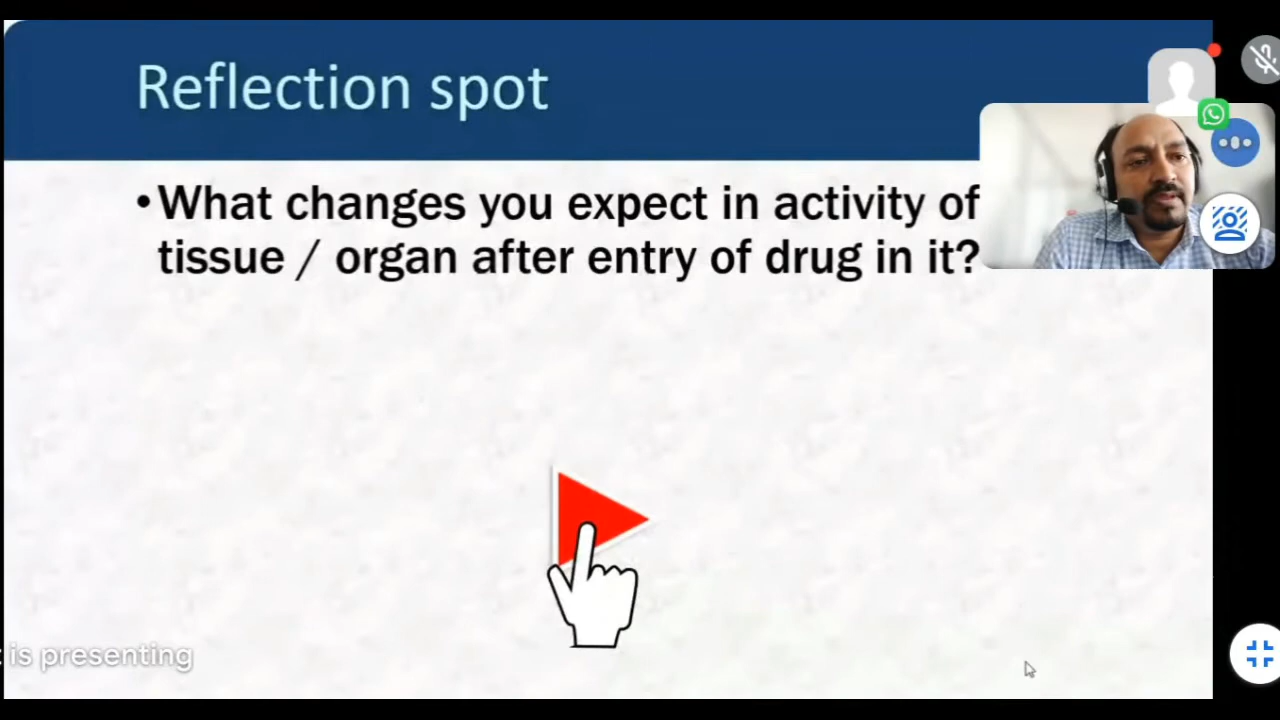 Reflection spot
•What changes you expect in activity of
tissue / organ after entry of drug in it?
is presenting